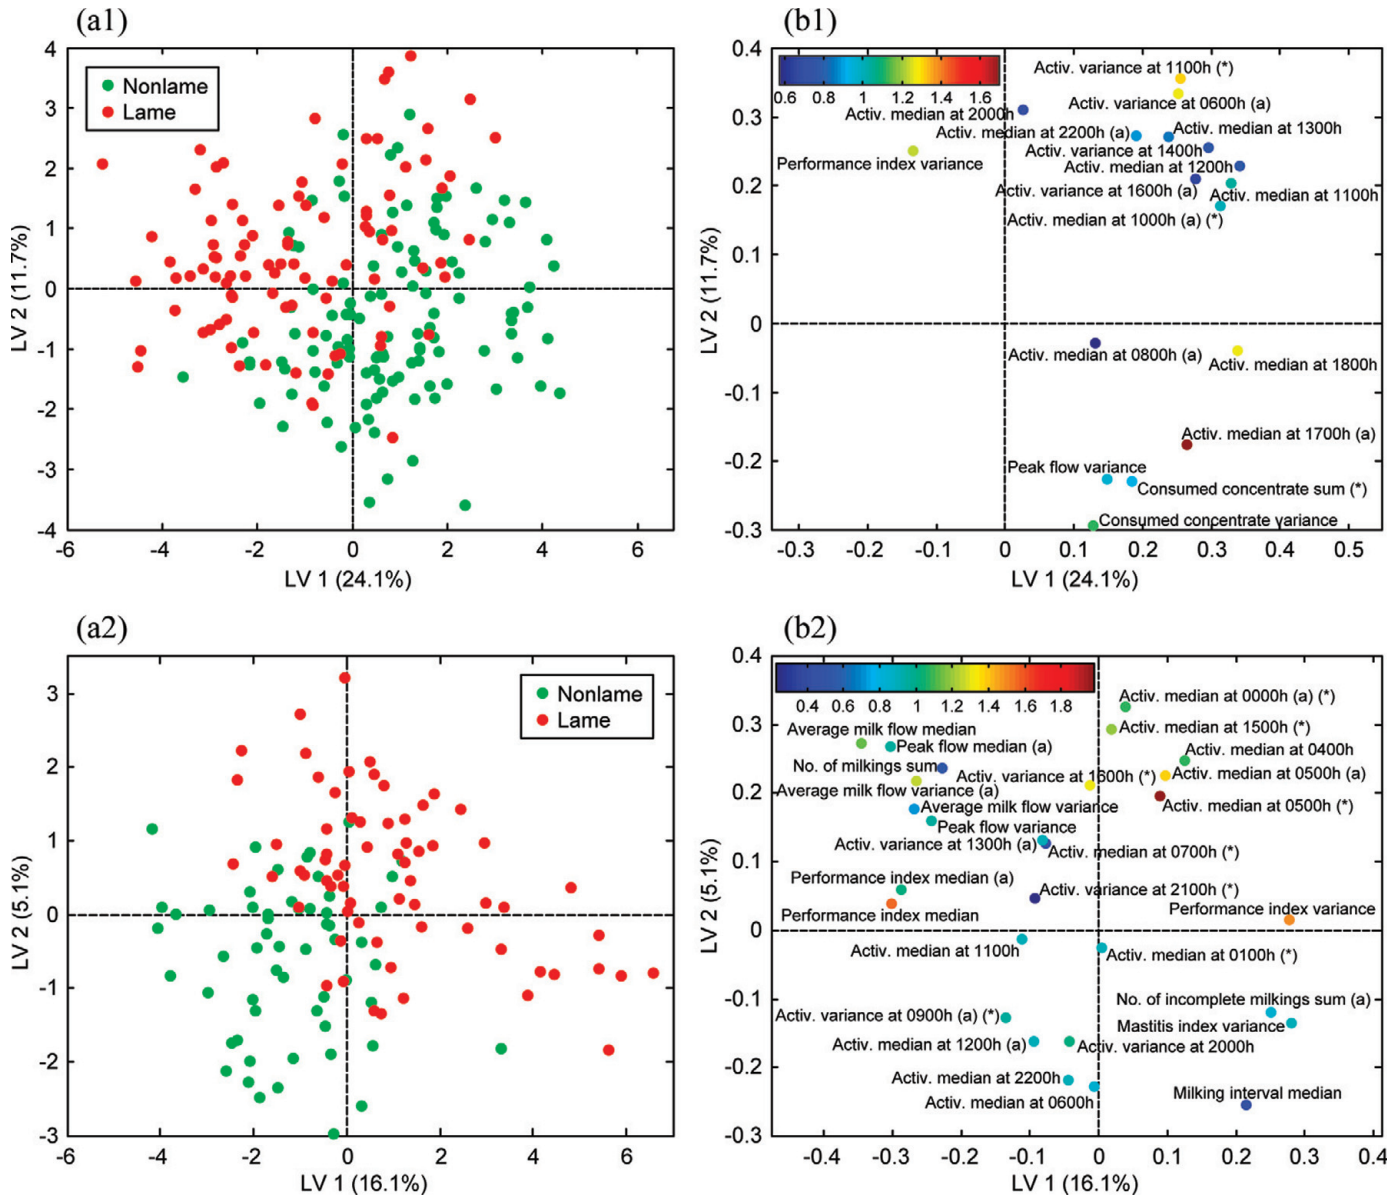 (a1)
(b1)
4
3
2
1
0
-1
-2
-3
-4
-6
-4
-2
0
2
4
6
LV 1 (24.1%)
LV 2 (11.7%)
Nonlame
Lame
0.4
0.3
0.2
0.1
0
-0.1
-0.2
-0.3
-0.3
-0.2
-0.1
0
0.1
0.2
0.3
0.4
0.5
LV 1 (24.1%)
LV 2 (11.7%)
0.6
0.8
1
1.2
1.4
1.6
Activ. variance at 1100h (*)
Activ. variance at 0600h (a)
Activ. median at 2000h
Activ. median at 2200h (a)
Activ. median at 1300h
Activ. variance at 1400h
Performance index variance
Activ. median at 1200h
Activ. variance at 1600h (a)
Activ. median at 1100h
Activ. median at 1000h (a) (*)
Activ. median at 0800h (a)
Activ. median at 1800h
Activ. median at 1700h (a)
Peak flow variance
Consumed concentrate sum (*)
Consumed concentrate variance
(a2)
(b2)
3
2
1
0
-1
-2
-3
-6
-4
-2
0
2
4
6
LV 1 (16.1%)
LV 2 (5.1%)
Nonlame
Lame
0.4
0.3
0.2
0.1
0
-0.1
-0.2
-0.3
-0.4
-0.3
-0.2
-0.1
0
0.1
0.2
0.3
0.4
LV 1 (16.1%)
LV 2 (5.1%)
0.4
0.6
0.8
1
1.2
1.4
1.6
1.8
Activ. median at 0000h (a) (*)
Average milk flow median
Activ. median at 1500h (*)
Peak flow median (a)
Activ. median at 0400h
No. of milkings sum
Activ. variance at 1600h (*)
Activ. median at 0500h (a)
Average milk flow variance (a)
Average milk flow variance
Activ. median at 0500h (*)
Peak flow variance
Activ. variance at 1300h (a)
Activ. median at 0700h (*)
Performance index median (a)
Activ. variance at 2100h (*)
Performance index median
Performance index variance
Activ. median at 1100h
Activ. median at 0100h (*)
No. of incomplete milkings sum (a)
Activ. variance at 0900h (a) (*)
Mastitis index variance
Activ. median at 1200h (a)
Activ. variance at 2000h
Activ. median at 2200h
Milking interval median
Activ. median at 0600h